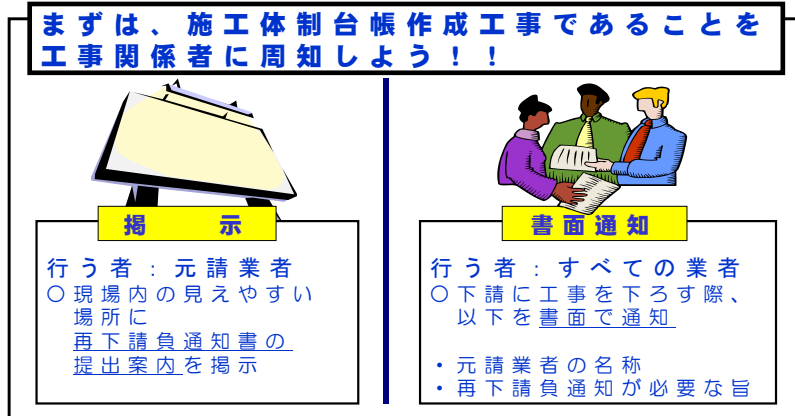 まずは、施工体制台帳作成工事であることを
工事関係者に周知しよう！！
掲　示
行う者：元請業者
○現場内の見えやすい
場所に
再下請負通知書の
提出案内を掲示
書面通知
行う者：すべての業者
○下請に工事を下ろす際、
以下を書面で通知
・元請業者の名称
・再下請負通知が必要な旨